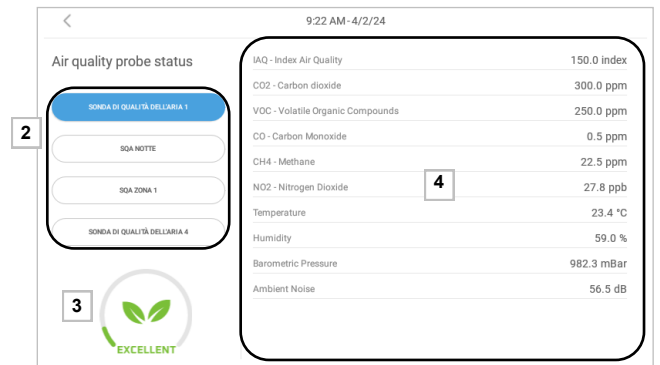 9:22 AM - 4/2/24
Air quality probe status
2
SONDA DI QUALITÀ DELL'ARIA 1
SQA NOTTE
SQA ZONA 1
SONDA DI QUALITÀ DELL'ARIA 4
3
EXCELLENT
4
IAQ - Index Air Quality 150.0 index
CO2 - Carbon dioxide 300.0 ppm
VOC - Volatile Organic Compounds 250.0 ppm
CO - Carbon Monoxide 0.5 ppm
CH4 - Methane 22.5 ppm
NO2 - Nitrogen Dioxide 27.8 ppb
Temperature 23.4 °C
Humidity 59.0 %
Barometric Pressure 982.3 mBar
Ambient Noise 56.5 dB